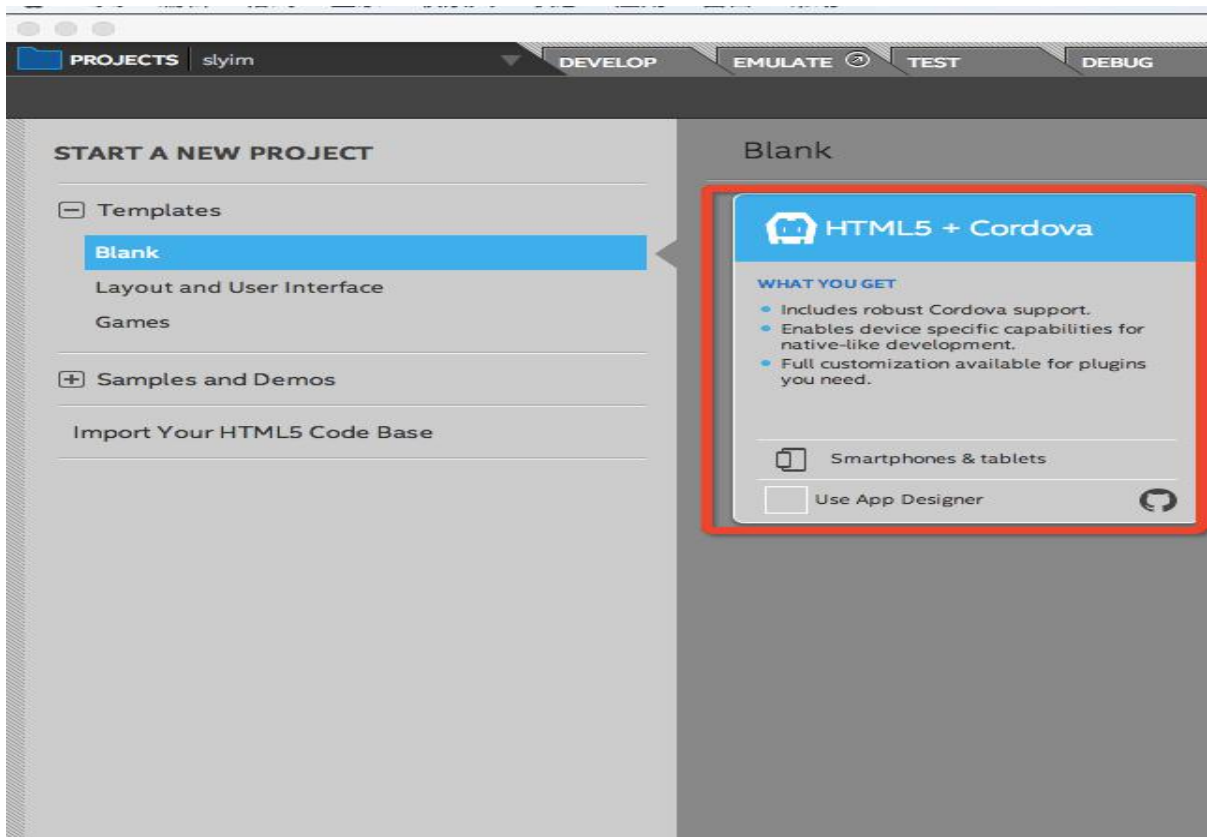 PROJECTS slyim
DEVELOP
EMULATE
TEST
DEBUG
START A NEW PROJECT
Templates
Blank
Layout and User Interface
Games
Samples and Demos
Import Your HTML5 Code Base
Blank
HTML5 + Cordova
WHAT YOU GET
Includes robust Cordova support.
Enables device specific capabilities for
native-like development.
Full customization available for plugins
you need.
Smartphones & tablets
Use App Designer